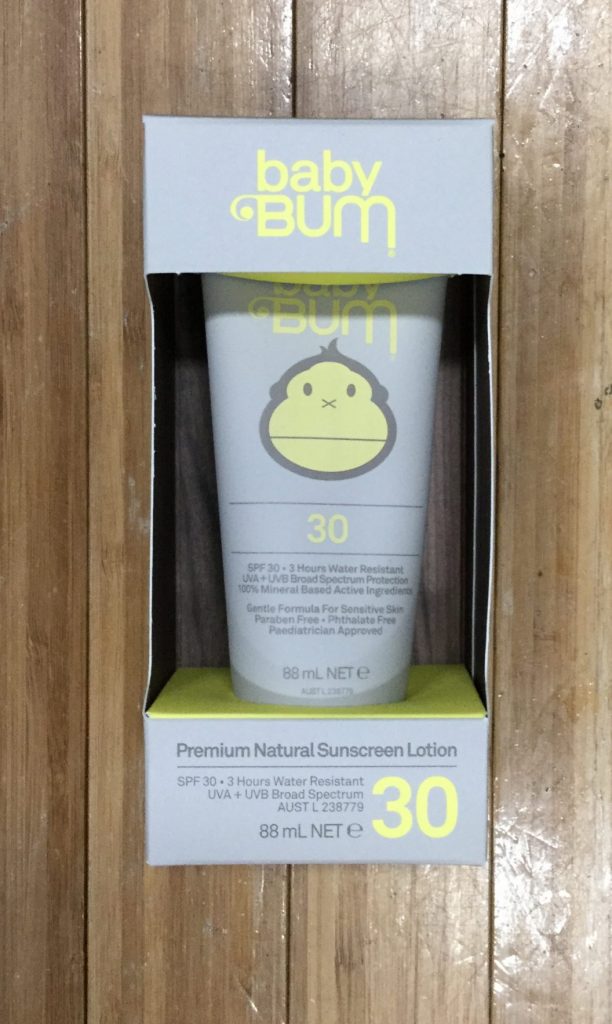 baby
BUM
baby
BUM
30
SPF 30 • 3 Hours Water Resistant
UVA + UVB Broad Spectrum Protection
100% Mineral Based Active Ingredients
Gentle Formula For Sensitive Skin
Paraben Free • Phthalate Free
Paediatrician Approved
88 mL NET e
AUST L 238779
Premium Natural Sunscreen Lotion
SPF 30 • 3 Hours Water Resistant
UVA + UVB Broad Spectrum
AUST L 238779
88 mL NET e
30